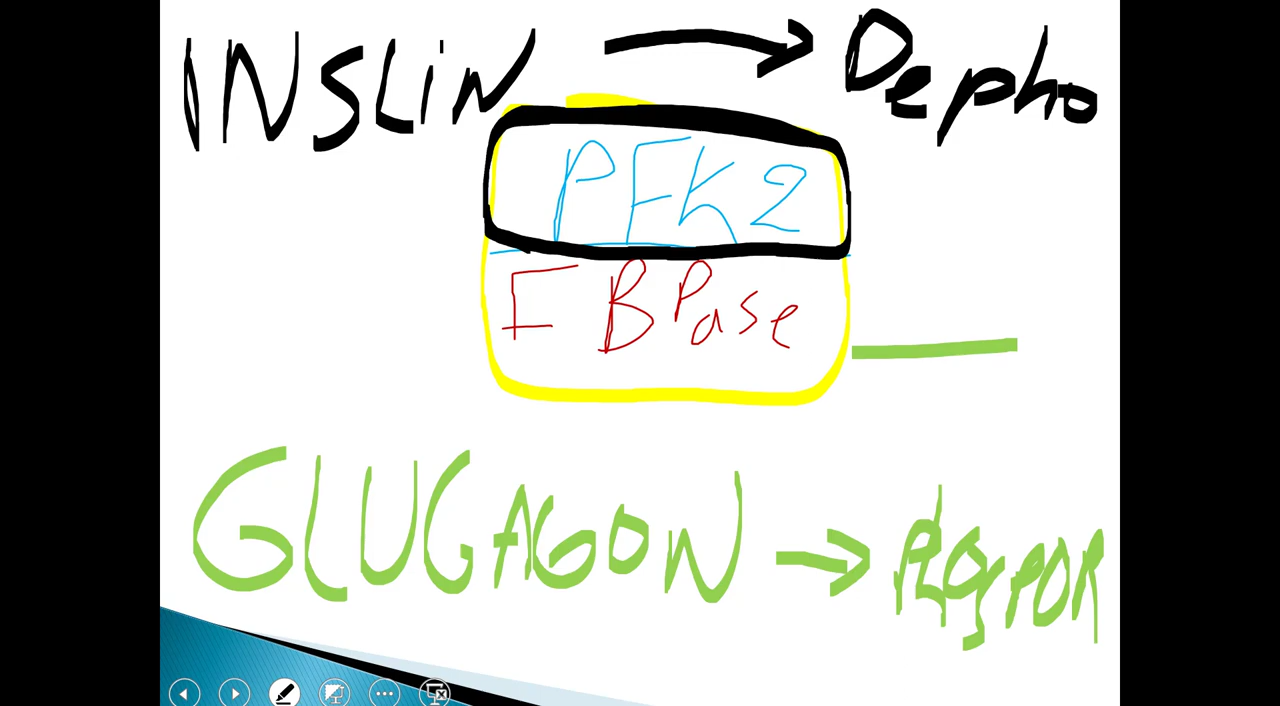 INSLiN → Depho
PFK2
FBPase
GLUGAGON →